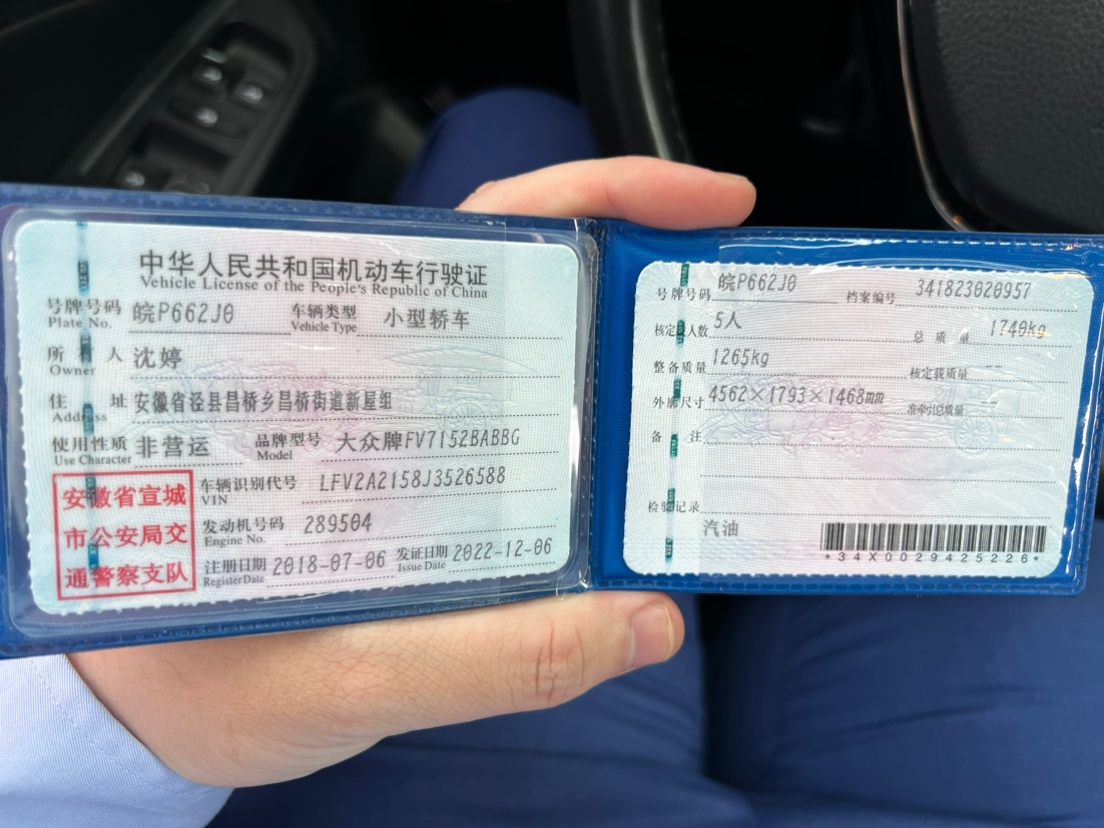 中华人民共和国机动车行驶证
Vehicle License of the People's Republic of China
号牌号码 皖P662J0 车辆类型 小型轿车
Plate No. Vehicle Type
所有人 沈婷
Owner
住址 安徽省泾县昌桥乡昌桥街道新屋组
Address
使用性质 非营运 品牌型号 大众牌FV7152BABBG
Use Character Model
车辆识别代号 LFV2A2158J3526588
VIN
发动机号码 289504
Engine No.
注册日期 2018-07-06 发证日期 2022-12-06
Register Date Issue Date
安徽省宣城
市公安局交
通警察支队
号牌号码 皖P662J0 档案编号 341823020957
核定载人数 5人 总质量 1740kg
整备质量 1265kg 核定载质量 --
外廓尺寸 4562×1793×1468mm 准牵引总质量 --
备注
检验记录
汽油
*34X0029425226*